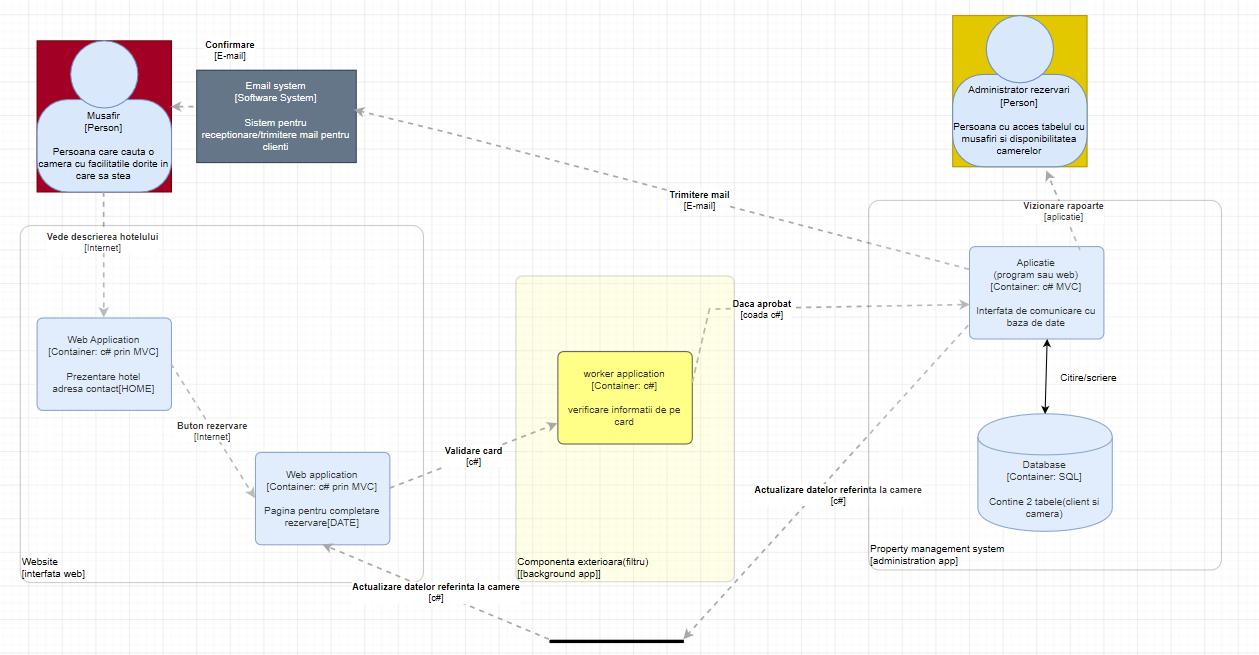 Confirmare
[E-mail]
Musafir
[Person]
Persoana care cauta o
camera cu facilitatile dorite in
care sa stea
Email system
[Software System]
Sistem pentru
receptionare/trimitere mail pentru
clienti
Administrator rezervari
[Person]
Persoana cu acces tabelul cu
musafiri si disponibilitatea
camerelor
Trimitere mail
[E-mail]
Vizionare rapoarte
[aplicatie]
Vede descrierea hotelului
[Internet]
Aplicatie
(program sau web)
[Container: c# MVC]
Interfata de comunicare cu
baza de date
Daca aprobat
[coada c#]
Web Application
[Container: c# prin MVC]
Prezentare hotel
adresa contact[HOME]
worker application
[Container: c#]
verificare informatii de pe
card
Citire/scriere
Buton rezervare
[Internet]
Validare card
[c#]
Web application
[Container: c# prin MVC]
Pagina pentru completare
rezervare[DATE]
Database
[Container: SQL]
Contine 2 tabele(client si
camera)
Actualizare datelor referinta la camere
[c#]
Website
[interfata web]
Componenta exterioara(filtru)
[[background app]]
Property management system
[administration app]
Actualizare datelor referinta la camere
[c#]